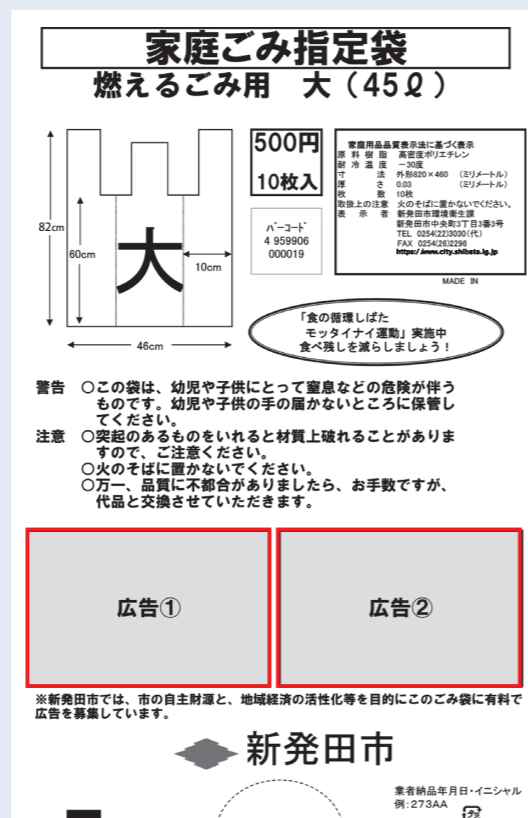 家庭ごみ指定袋
燃えるごみ用　大（45ℓ）
500円
10枚入
バーコード
4 959906
000019
家庭用品品質表示法に基づく表示
原料樹脂　高密度ポリエチレン
耐冷温度　－30度
寸法　外形820×460　（ミリメートル）
厚さ　0.03　（ミリメートル）
枚数　10枚
取扱上の注意　火のそばに置かないでください。
表示者　新発田市環境衛生課
新発田市中央町3丁目3番3号
TEL 0254(22)3030(代)
FAX 0254(26)2296
https://www.city.shibata.lg.jp
MADE IN
82cm
60cm
大
10cm
46cm
「食の循環しばた
モッタイナイ運動」実施中
食べ残しを減らしましょう！
警告　○この袋は、幼児や子供にとって窒息などの危険が伴う
ものです。幼児や子供の手の届かないところに保管し
てください。
注意　○突起のあるものをいれると材質上破れることがありま
すので、ご注意ください。
○火のそばに置かないでください。
○万一、品質に不都合がありましたら、お手数ですが、
代品と交換させていただきます。
広告①
広告②
※新発田市では、市の自主財源と、地域経済の活性化等を目的にこのごみ袋に有料で
広告を募集しています。
新発田市
業者納品年月日・イニシャル
例：273AA